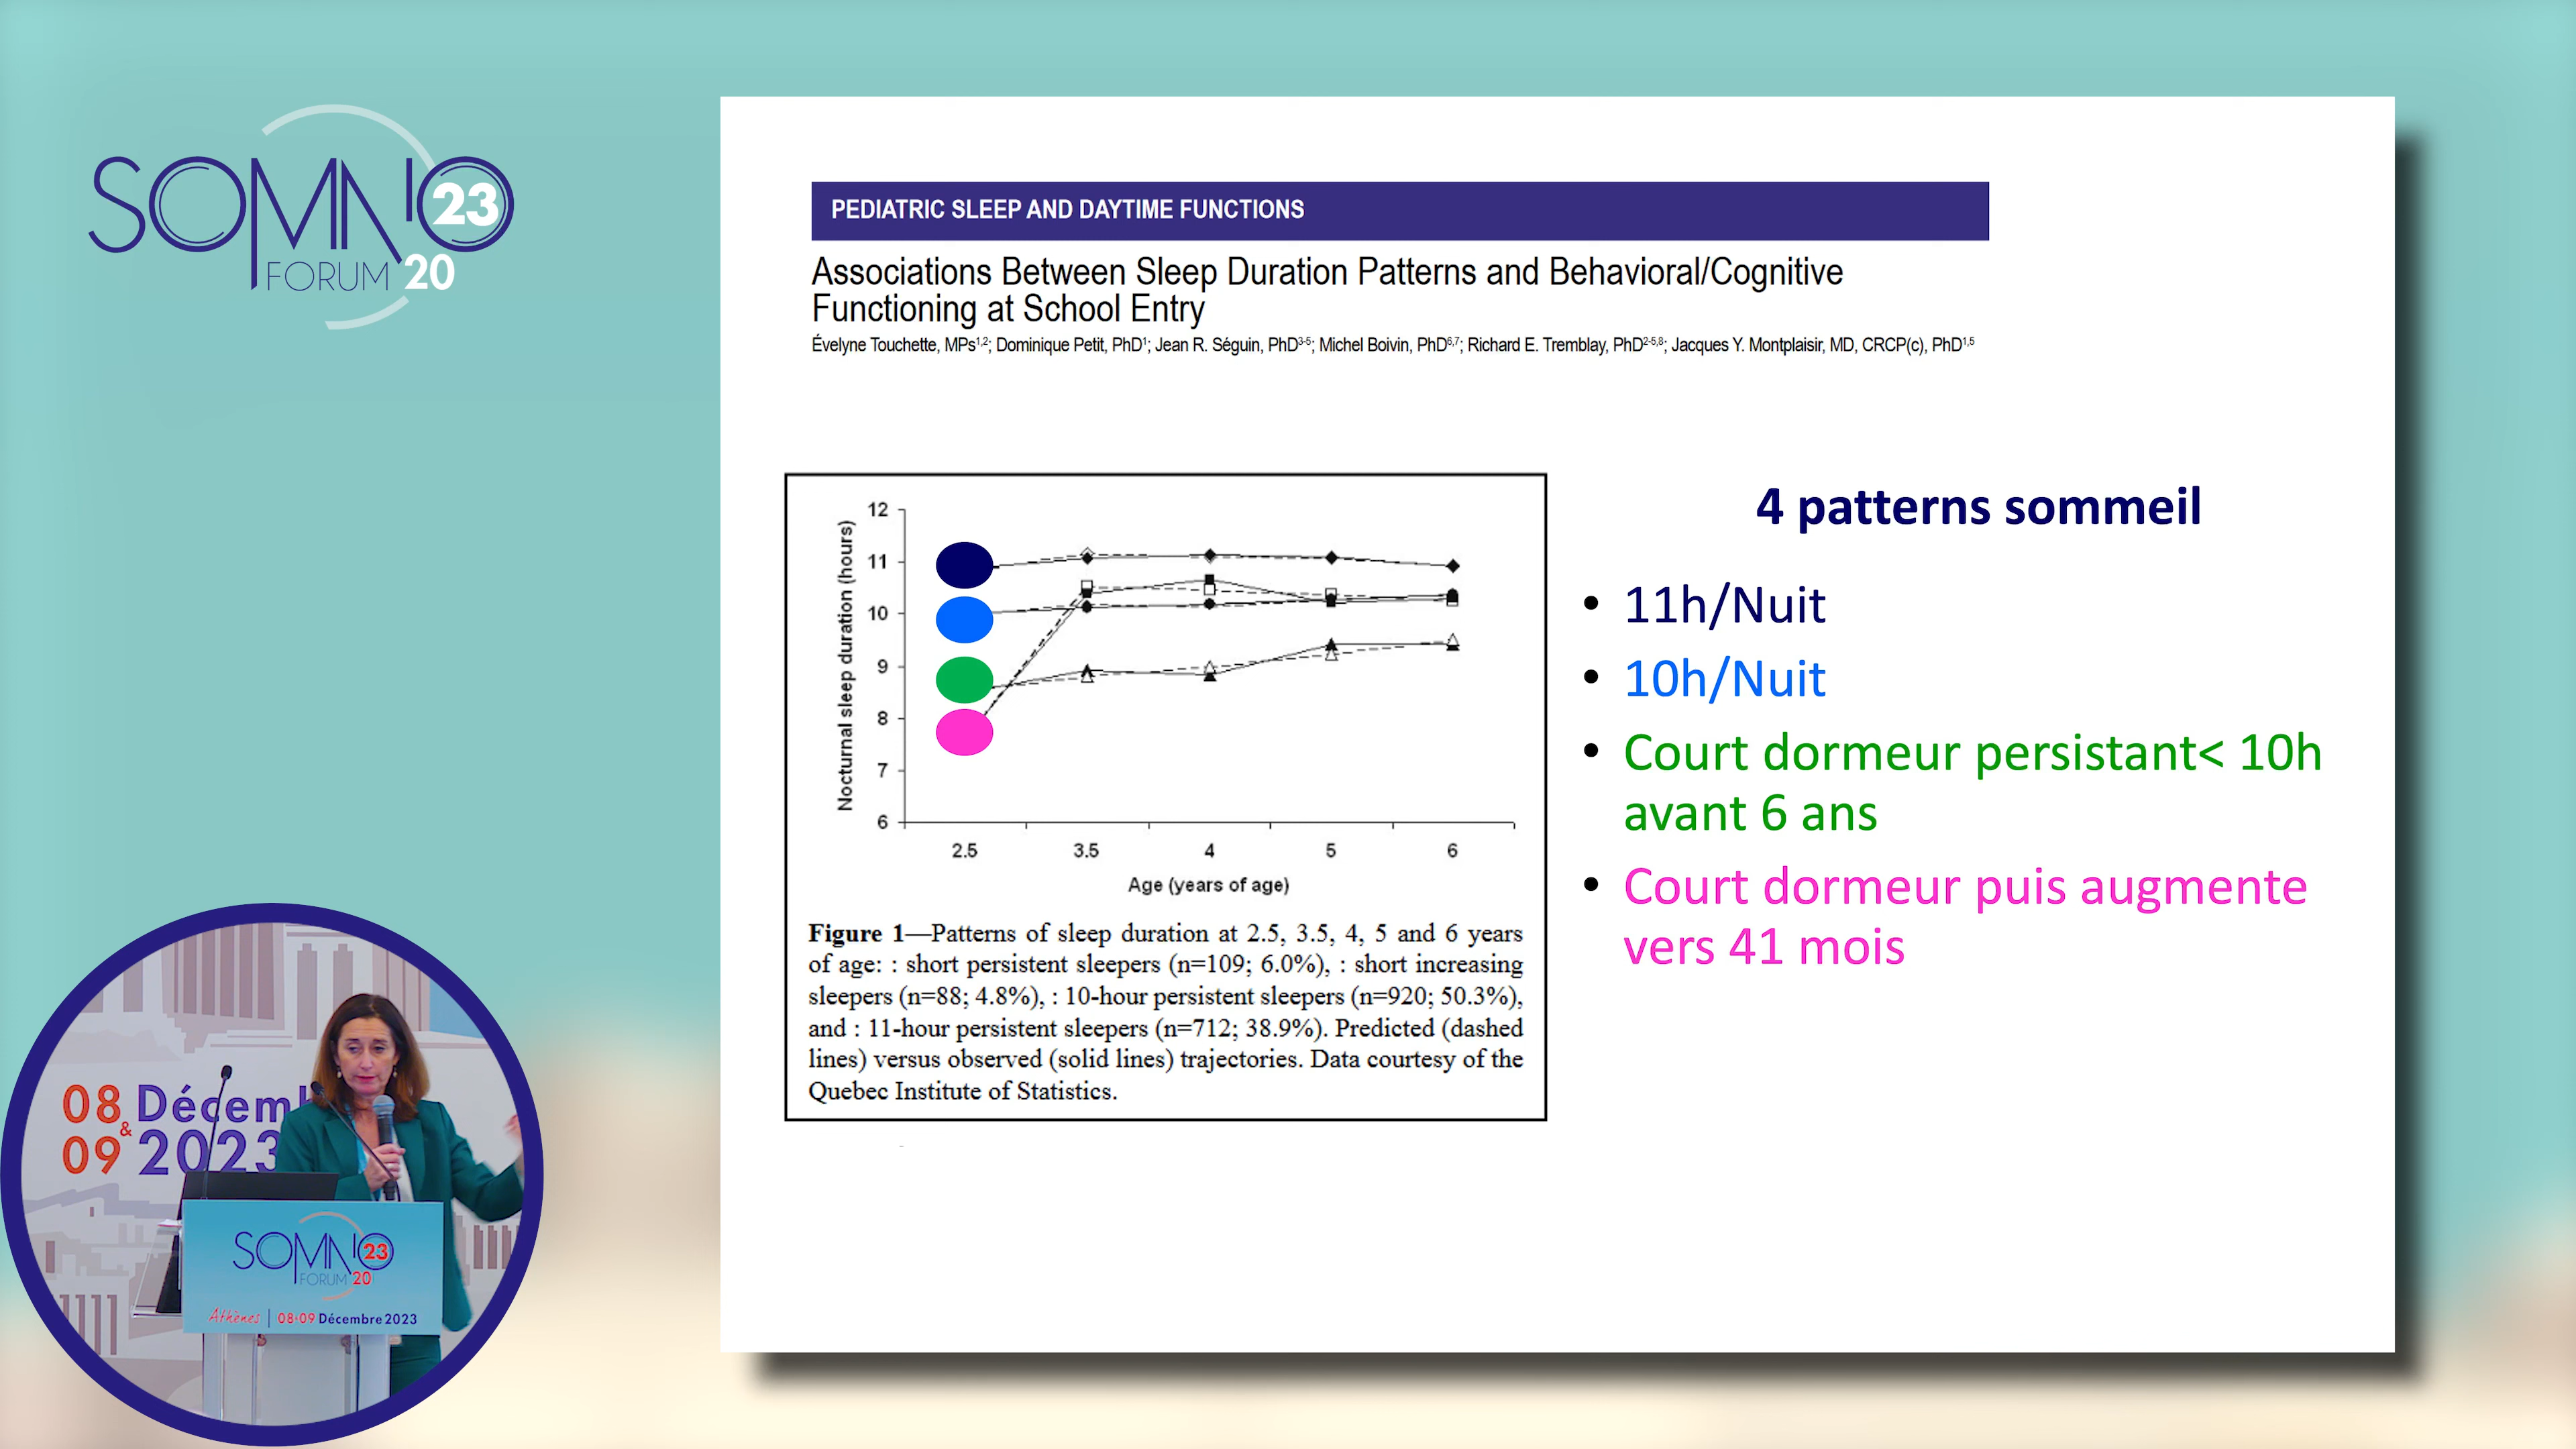 SOMNO 23
FORUM 20
PEDIATRIC SLEEP AND DAYTIME FUNCTIONS
Associations Between Sleep Duration Patterns and Behavioral/Cognitive
Functioning at School Entry
Évelyne Touchette, MPs1,2; Dominique Petit, PhD1; Jean R. Séguin, PhD3-5; Michel Boivin, PhD6,7; Richard E. Tremblay, PhD2-5,8; Jacques Y. Montplaisir, MD, CRCP(c), PhD1,5
Nocturnal sleep duration (hours)
12
11
10
9
8
7
6
2.5 3.5 4 5 6
Age (years of age)
Figure 1—Patterns of sleep duration at 2.5, 3.5, 4, 5 and 6 years
of age: : short persistent sleepers (n=109; 6.0%), : short increasing
sleepers (n=88; 4.8%), : 10-hour persistent sleepers (n=920; 50.3%),
and : 11-hour persistent sleepers (n=712; 38.9%). Predicted (dashed
lines) versus observed (solid lines) trajectories. Data courtesy of the
Quebec Institute of Statistics.
4 patterns sommeil
• 11h/Nuit
• 10h/Nuit
• Court dormeur persistant< 10h
avant 6 ans
• Court dormeur puis augmente
vers 41 mois
08 Décem
& 
09 2023
SOMNO 23
FORUM 20
Athènes | 08-09 Décembre 2023